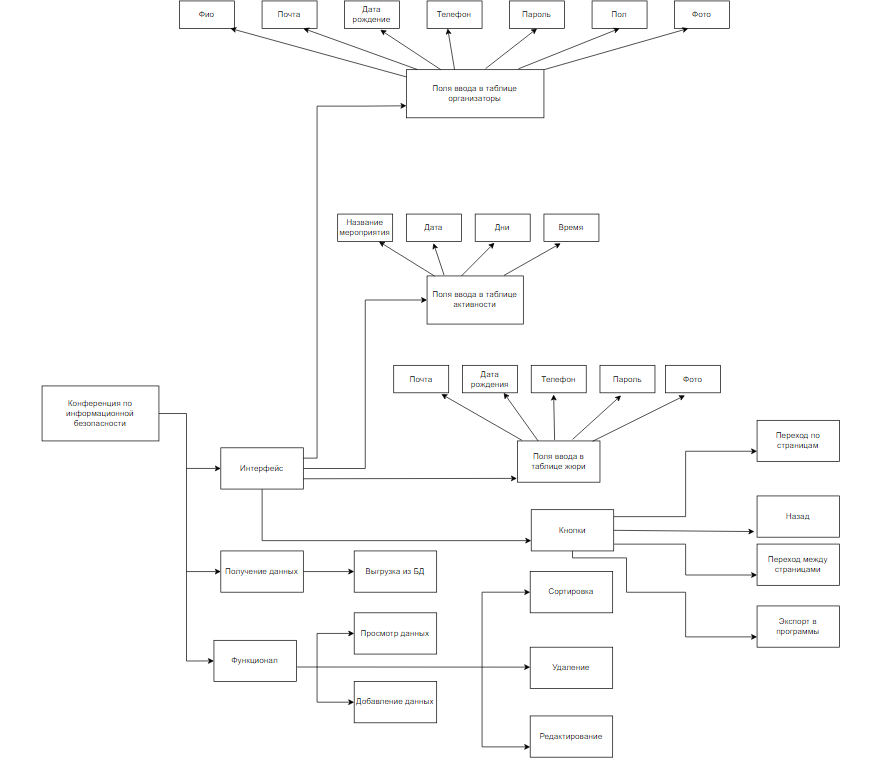 Фио
Почта
Дата
рождение
Телефон
Пароль
Пол
Фото
Поля ввода в таблице
организаторы
Название
мероприятия
Дата
Дни
Время
Поля ввода в таблице
активности
Почта
Дата
рождения
Телефон
Пароль
Фото
Конференция по
информационной
безопасности
Поля ввода в
таблице жюри
Переход по
страницам
Интерфейс
Кнопки
Назад
Переход между
страницами
Получение данных
Выгрузка из БД
Сортировка
Экспорт в
программы
Просмотр данных
Функционал
Удаление
Добавление данных
Редактирование